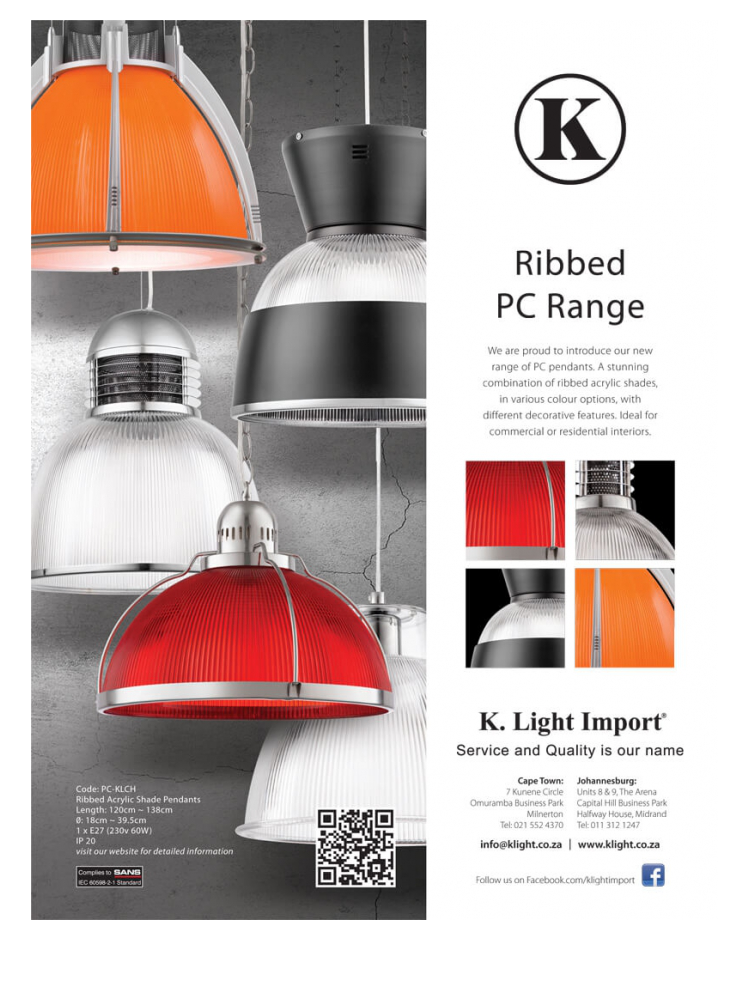 K
Ribbed
PC Range
We are proud to introduce our new
range of PC pendants. A stunning
combination of ribbed acrylic shades,
in various colour options, with
different decorative features. Ideal for
commercial or residential interiors.
K. Light Import®
Service and Quality is our name
Cape Town:
7 Kunene Circle
Omuramba Business Park
Milnerton
Tel: 021 552 4370
Johannesburg:
Units 8 & 9, The Arena
Capital Hill Business Park
Halfway House, Midrand
Tel: 011 312 1247
info@klight.co.za | www.klight.co.za
Follow us on Facebook.com/klightimport f
Code: PC-KLCH
Ribbed Acrylic Shade Pendants
Length: 120cm ~ 138cm
Ø: 18cm ~ 39.5cm
1 x E27 (230v 60W)
IP 20
visit our website for detailed information
Complies to SANS
IEC 60598-2-1 Standard